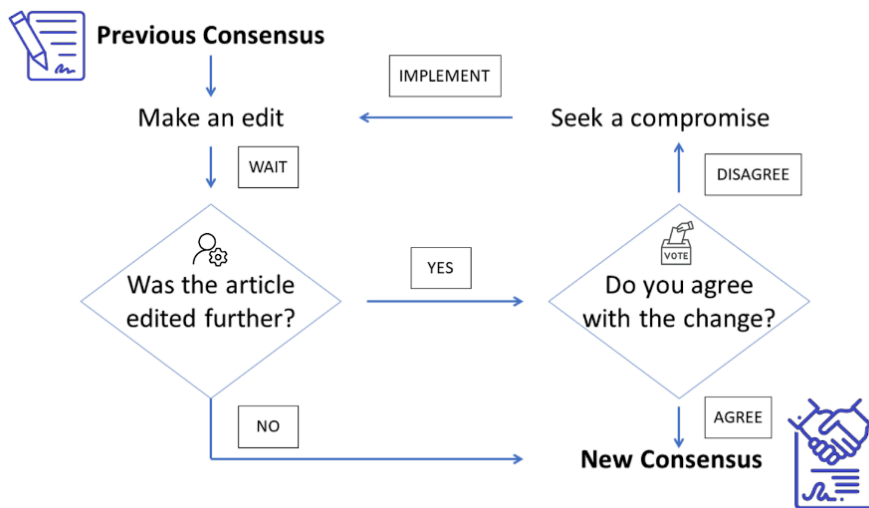 Previous Consensus
IMPLEMENT
Make an edit
Seek a compromise
WAIT
DISAGREE
VOTE
Was the article
edited further?
YES
Do you agree
with the change?
NO
AGREE
New Consensus